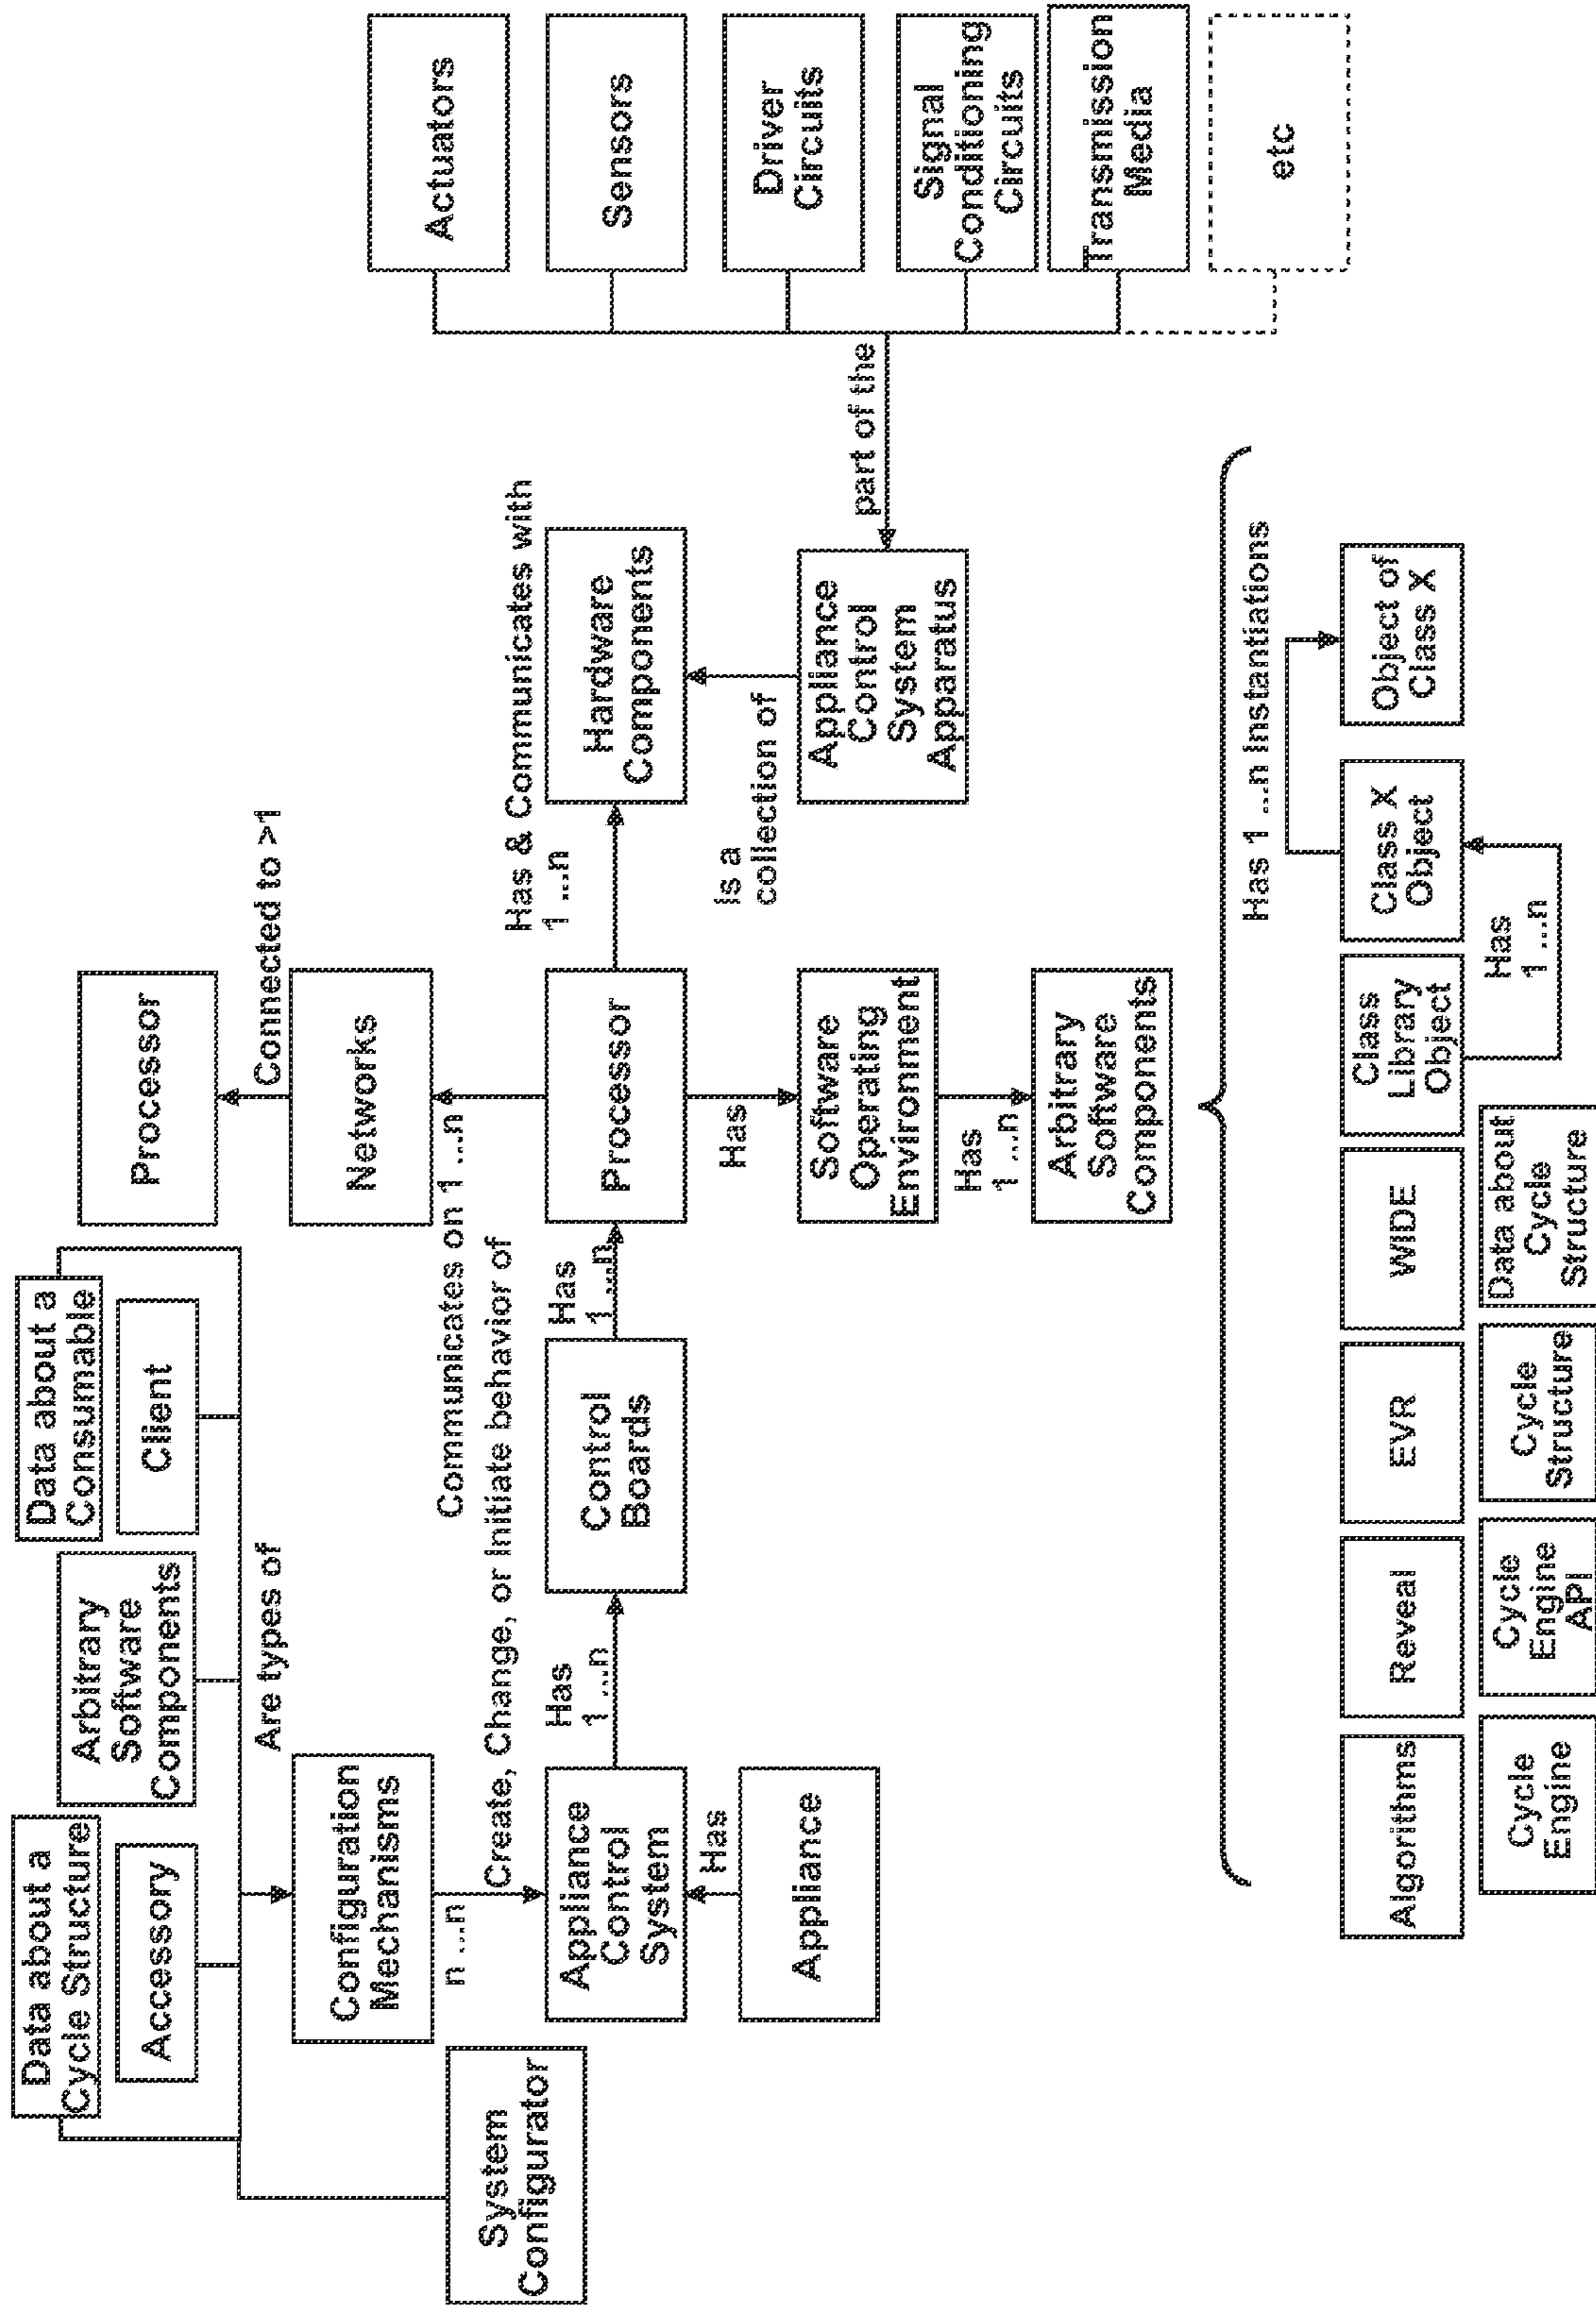 Data about a
Cycle Structure
Accessory
Arbitrary
Software
Components
Data about a
Consumable
Client
Are types of
System
Configurator
Configuration
Mechanisms
n ...n
Create, Change, or Initiate behavior of
Appliance
Control
System
Has
Appliance
Has
1 ...n
Control
Boards
Has
1 ...n
Processor
Communicates on 1 ...n
Networks
Connected to >1
Processor
Has & Communicates with
1 ...n
Hardware
Components
is a
collection of
Appliance
Control
System
Apparatus
part of the
Actuators
Sensors
Driver
Circuits
Signal
Conditioning
Circuits
Transmission
Media
etc
Has
Software
Operating
Environment
Has
1 ...n
Arbitrary
Software
Components
Has 1 ...n Instantiations
Algorithms
Reveal
EVR
WIDE
Class
Library
Object
Class X
Object
Object of
Class X
Has
1 ...n
Cycle
Engine
Cycle
Engine
API
Cycle
Structure
Data about
Cycle
Structure